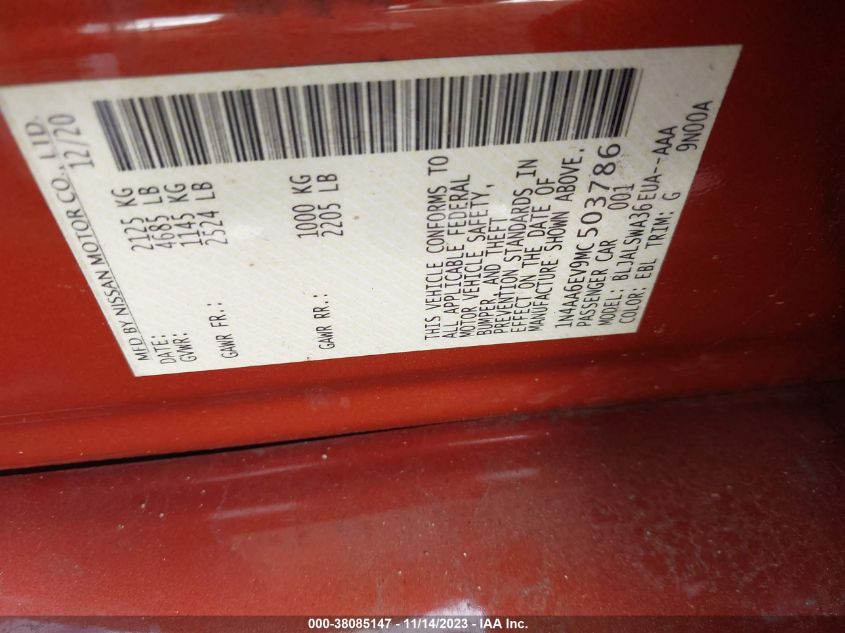 MFD BY NISSAN MOTOR CO., LTD.
DATE: 12/20
GVWR: 2125 KG
4685 LB
GAWR FR.: 1145 KG
2524 LB
GAWR RR.: 1000 KG
2205 LB
THIS VEHICLE CONFORMS TO
ALL APPLICABLE FEDERAL
MOTOR VEHICLE SAFETY,
BUMPER, AND THEFT
PREVENTION STANDARDS IN
EFFECT ON THE DATE OF
MANUFACTURE SHOWN ABOVE.
1N4AA6EV9MC503786
PASSENGER CAR 001
MODEL: BLJALSWA36EUA--AAA
COLOR: EBL TRIM: G 9N00A
000-38085147 - 11/14/2023 - IAA Inc.